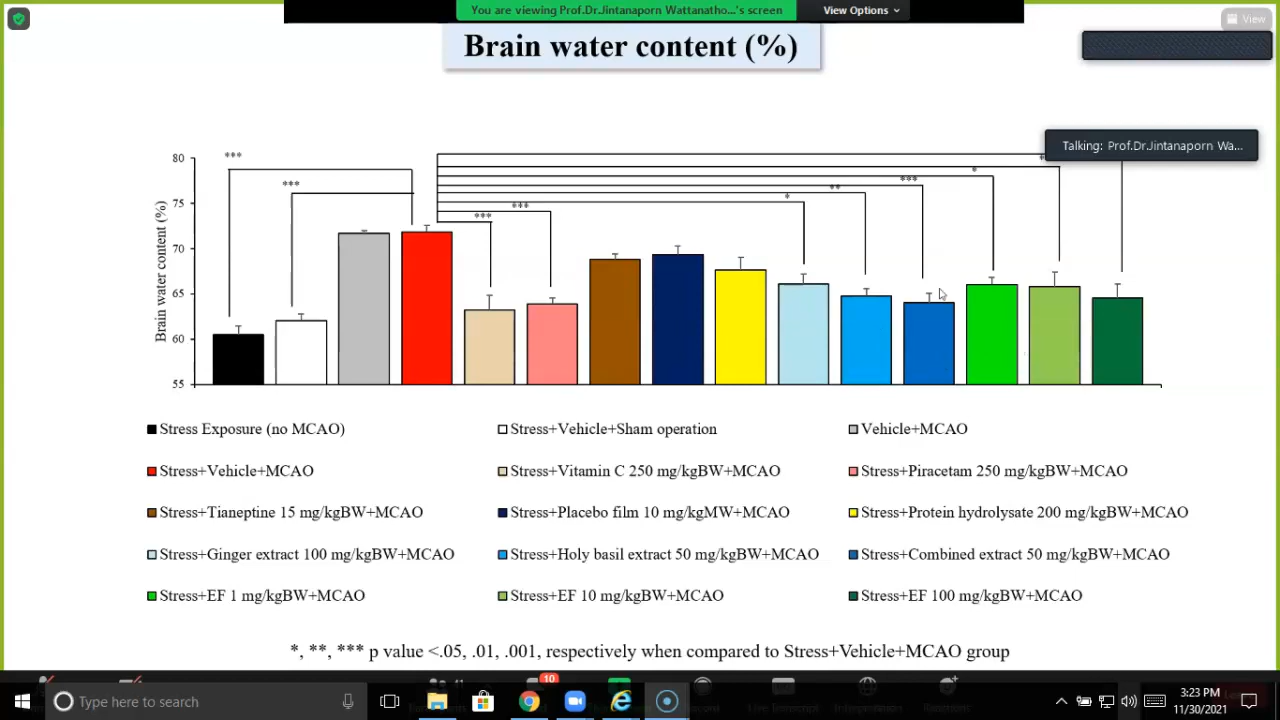 You are viewing Prof.Dr.Jintanaporn Wattanatho...'s screen
View Options
View
Brain water content (%)
Talking: Prof.Dr.Jintanaporn Wa...
Brain water content (%)
80
75
70
65
60
55
***
***
***
***
*
**
***
*
Stress Exposure (no MCAO)
Stress+Vehicle+Sham operation
Vehicle+MCAO
Stress+Vehicle+MCAO
Stress+Vitamin C 250 mg/kgBW+MCAO
Stress+Piracetam 250 mg/kgBW+MCAO
Stress+Tianeptine 15 mg/kgBW+MCAO
Stress+Placebo film 10 mg/kgMW+MCAO
Stress+Protein hydrolysate 200 mg/kgBW+MCAO
Stress+Ginger extract 100 mg/kgBW+MCAO
Stress+Holy basil extract 50 mg/kgBW+MCAO
Stress+Combined extract 50 mg/kgBW+MCAO
Stress+EF 1 mg/kgBW+MCAO
Stress+EF 10 mg/kgBW+MCAO
Stress+EF 100 mg/kgBW+MCAO
*, **, *** p value <.05, .01, .001, respectively when compared to Stress+Vehicle+MCAO group
10
41
Type here to search
Live Transcript
Reactions
3:23 PM
11/30/2021